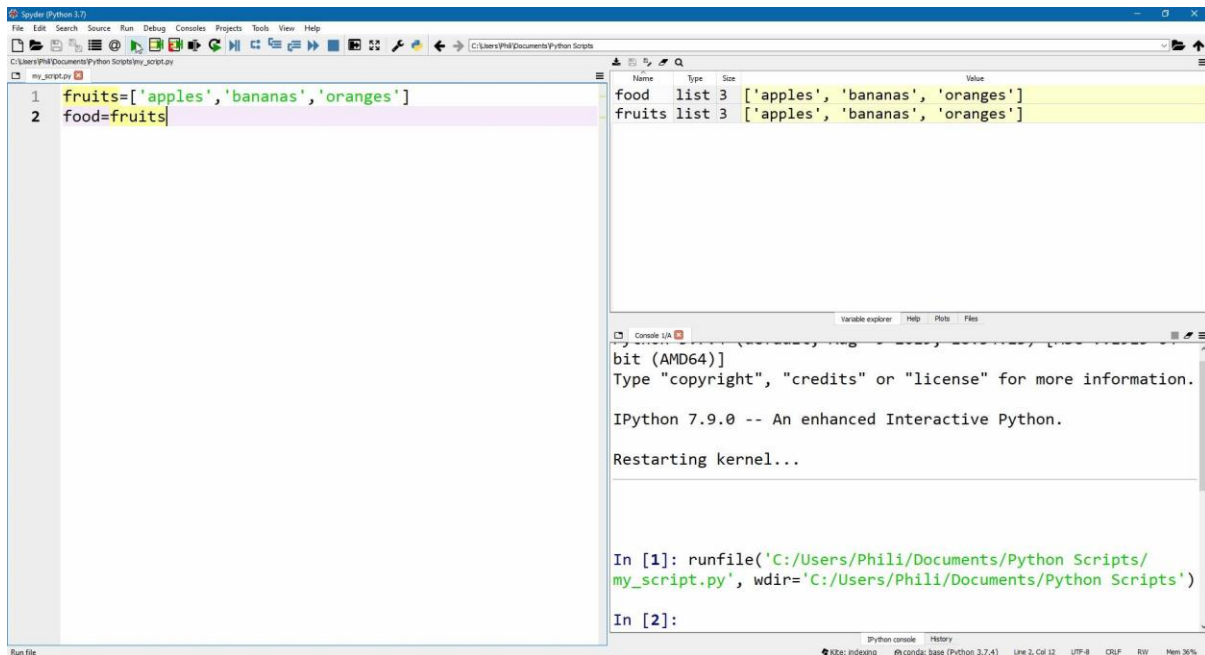 Spyder (Python 3.7)
File Edit Search Source Run Debug Consoles Projects Tools View Help
C:\Users\Phili\Documents\Python Scripts
C:\Users\Phili\Documents\Python Scripts\my_script.py
my_script.py
1 fruits=['apples','bananas','oranges']
2 food=fruits
Name Type Size Value
food list 3 ['apples', 'bananas', 'oranges']
fruits list 3 ['apples', 'bananas', 'oranges']
Variable explorer Help Plots Files
Console 1/A
bit (AMD64)]
Type "copyright", "credits" or "license" for more information.
IPython 7.9.0 -- An enhanced Interactive Python.
Restarting kernel...
In [1]: runfile('C:/Users/Phili/Documents/Python Scripts/
my_script.py', wdir='C:/Users/Phili/Documents/Python Scripts')
In [2]:
IPython console History
Run file Kite: indexing conda: base (Python 3.7.4) Line 2, Col 12 UTF-8 CRLF RW Mem 36%